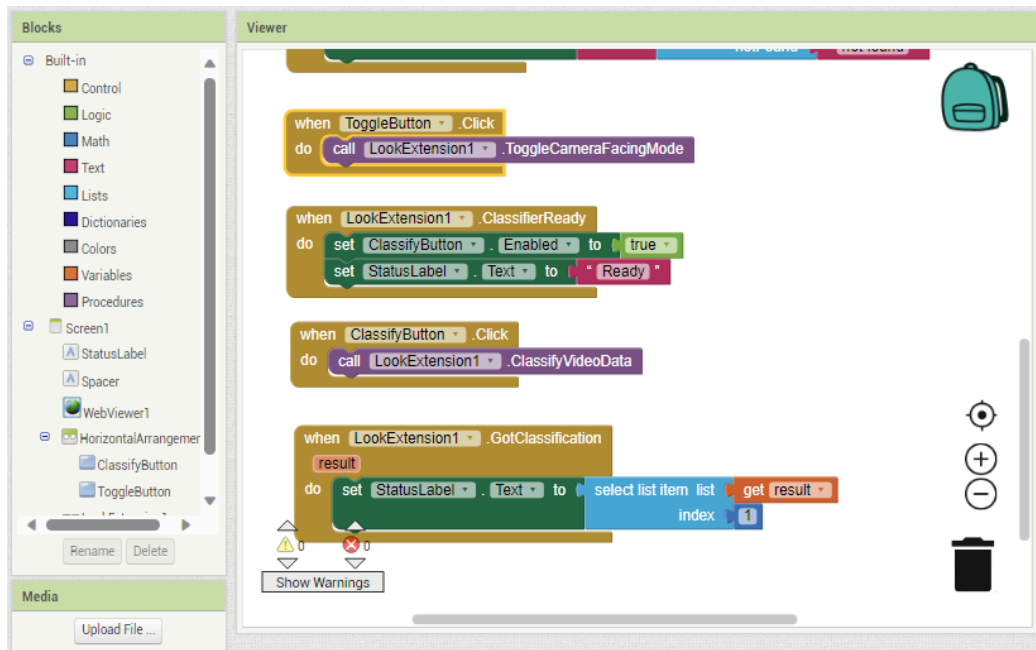 Blocks
Built-in
Control
Logic
Math
Text
Lists
Dictionaries
Colors
Variables
Procedures
Screen1
StatusLabel
Spacer
WebViewer1
HorizontalArrangemer
ClassifyButton
ToggleButton
Rename Delete
Media
Upload File ...
Viewer
when ToggleButton .Click
do call LookExtension1 .ToggleCameraFacingMode
when LookExtension1 .ClassifierReady
do set ClassifyButton . Enabled to true
set StatusLabel . Text to " Ready "
when ClassifyButton .Click
do call LookExtension1 .ClassifyVideoData
when LookExtension1 .GotClassification
result
do set StatusLabel . Text to select list item list get result
index 1
0 0
Show Warnings